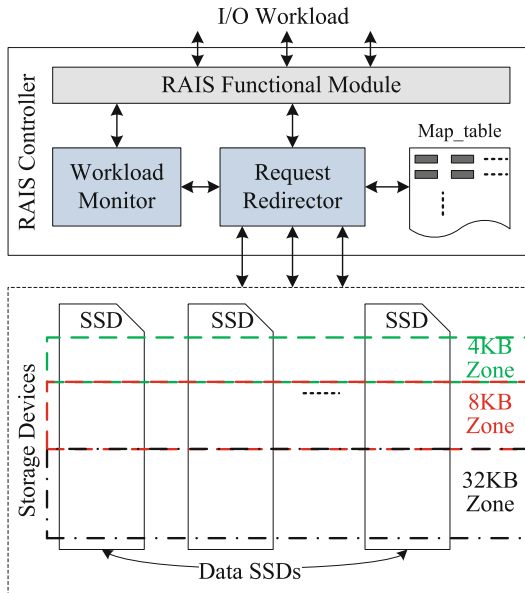 I/O Workload
RAIS Controller
RAIS Functional Module
Map_table
Workload
Monitor
Request
Redirector
Storage Devices
SSD
SSD
SSD
4KB
Zone
8KB
Zone
32KB
Zone
Data SSDs